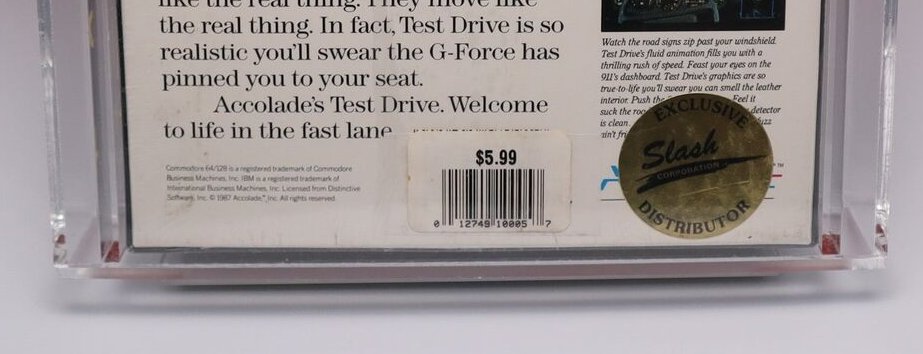 like the real thing. They move like
the real thing. In fact, Test Drive is so
realistic you'll swear the G-Force has
pinned you to your seat.
Accolade's Test Drive. Welcome
to life in the fast lane.
Commodore 64/128 is a registered trademark of Commodore
Business Machines, Inc. IBM is a registered trademark of
International Business Machines, Inc. Licensed from Distinctive
Software, Inc. © 1987 Accolade,™ Inc. All rights reserved.
$5.99
0 12749 10005 7
Watch the road signs zip past your windshield.
Test Drive's fluid animation fills you with a
thrilling rush of speed. Feast your eyes on the
911's dashboard. Test Drive's graphics are so
true-to-life you'll swear you can smell the leather
interior. Push the Feel it
suck the detector
is clean.
ain't
EXCLUSIVE
Slash
CORPORATION
DISTRIBUTOR
™